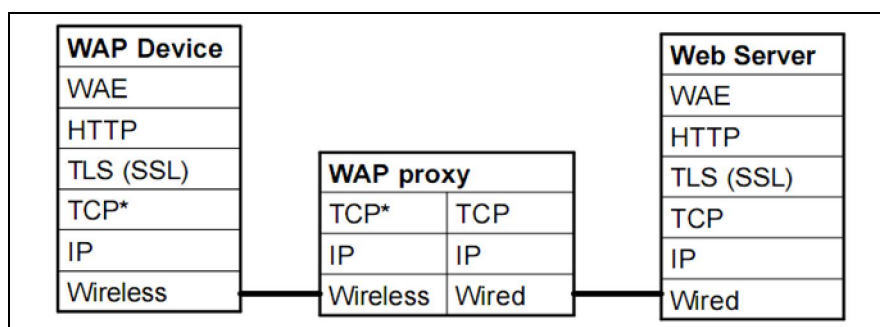 WAP Device
WAE
HTTP
TLS (SSL)
TCP*
IP
Wireless
WAP proxy
TCP* TCP
IP IP
Wireless Wired
Web Server
WAE
HTTP
TLS (SSL)
TCP
IP
Wired